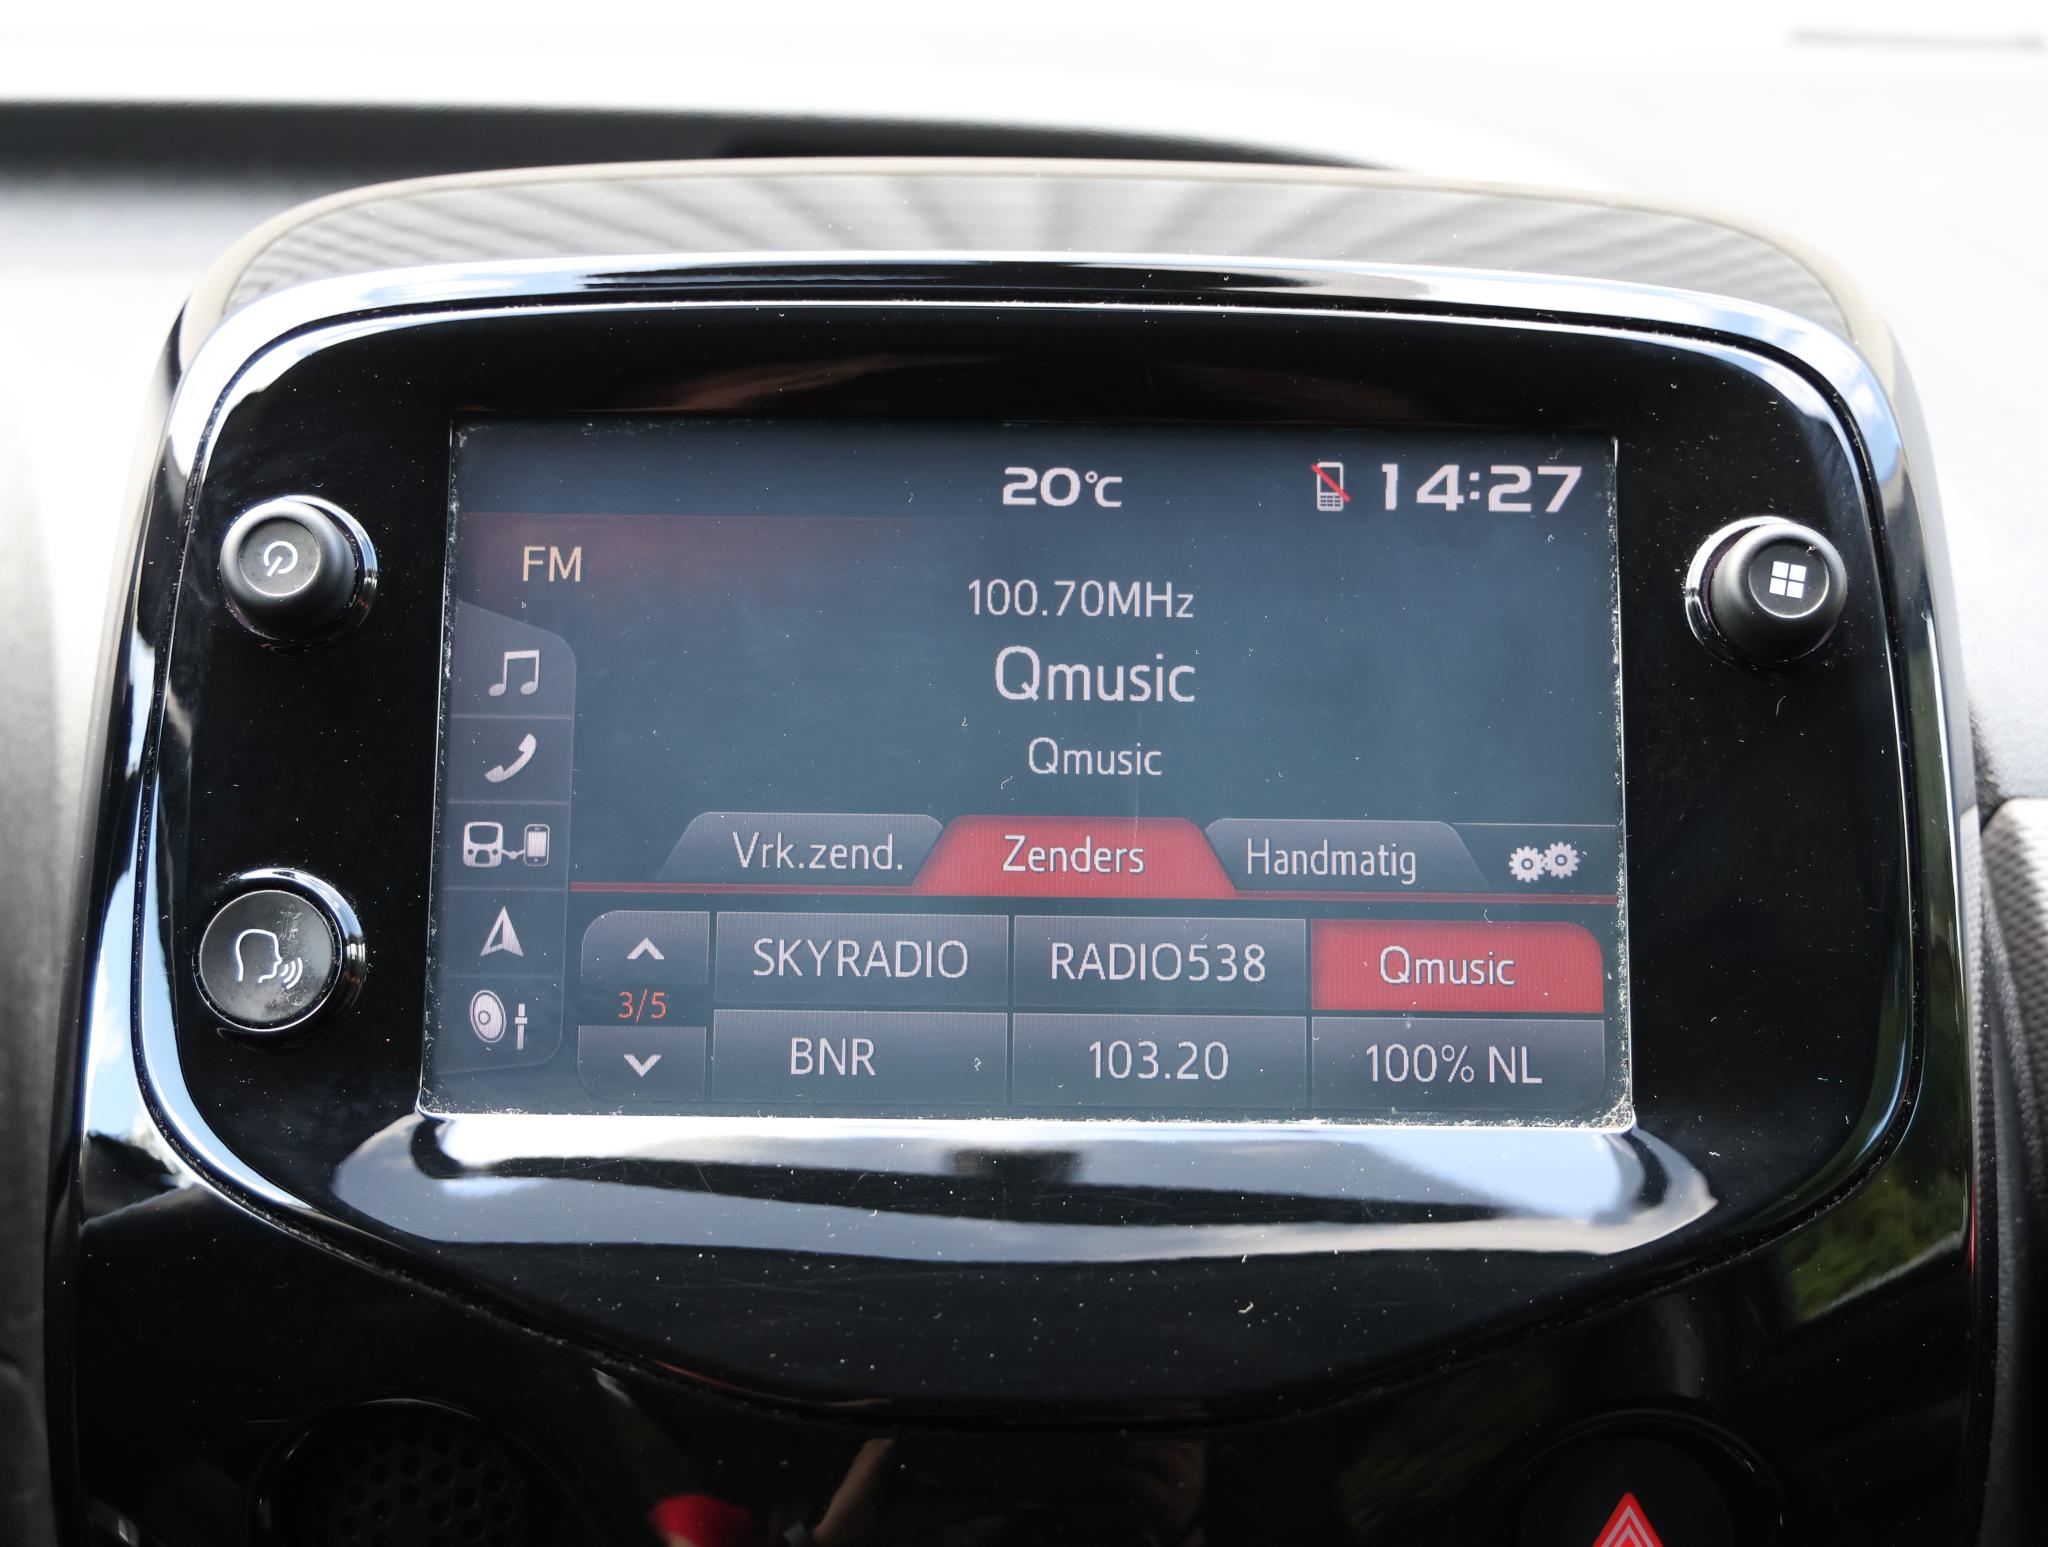 20°C 14:27
FM
100.70MHz
Qmusic
Qmusic
Vrk.zend. Zenders Handmatig
SKYRADIO RADIO538 Qmusic
3/5
BNR 103.20 100% NL